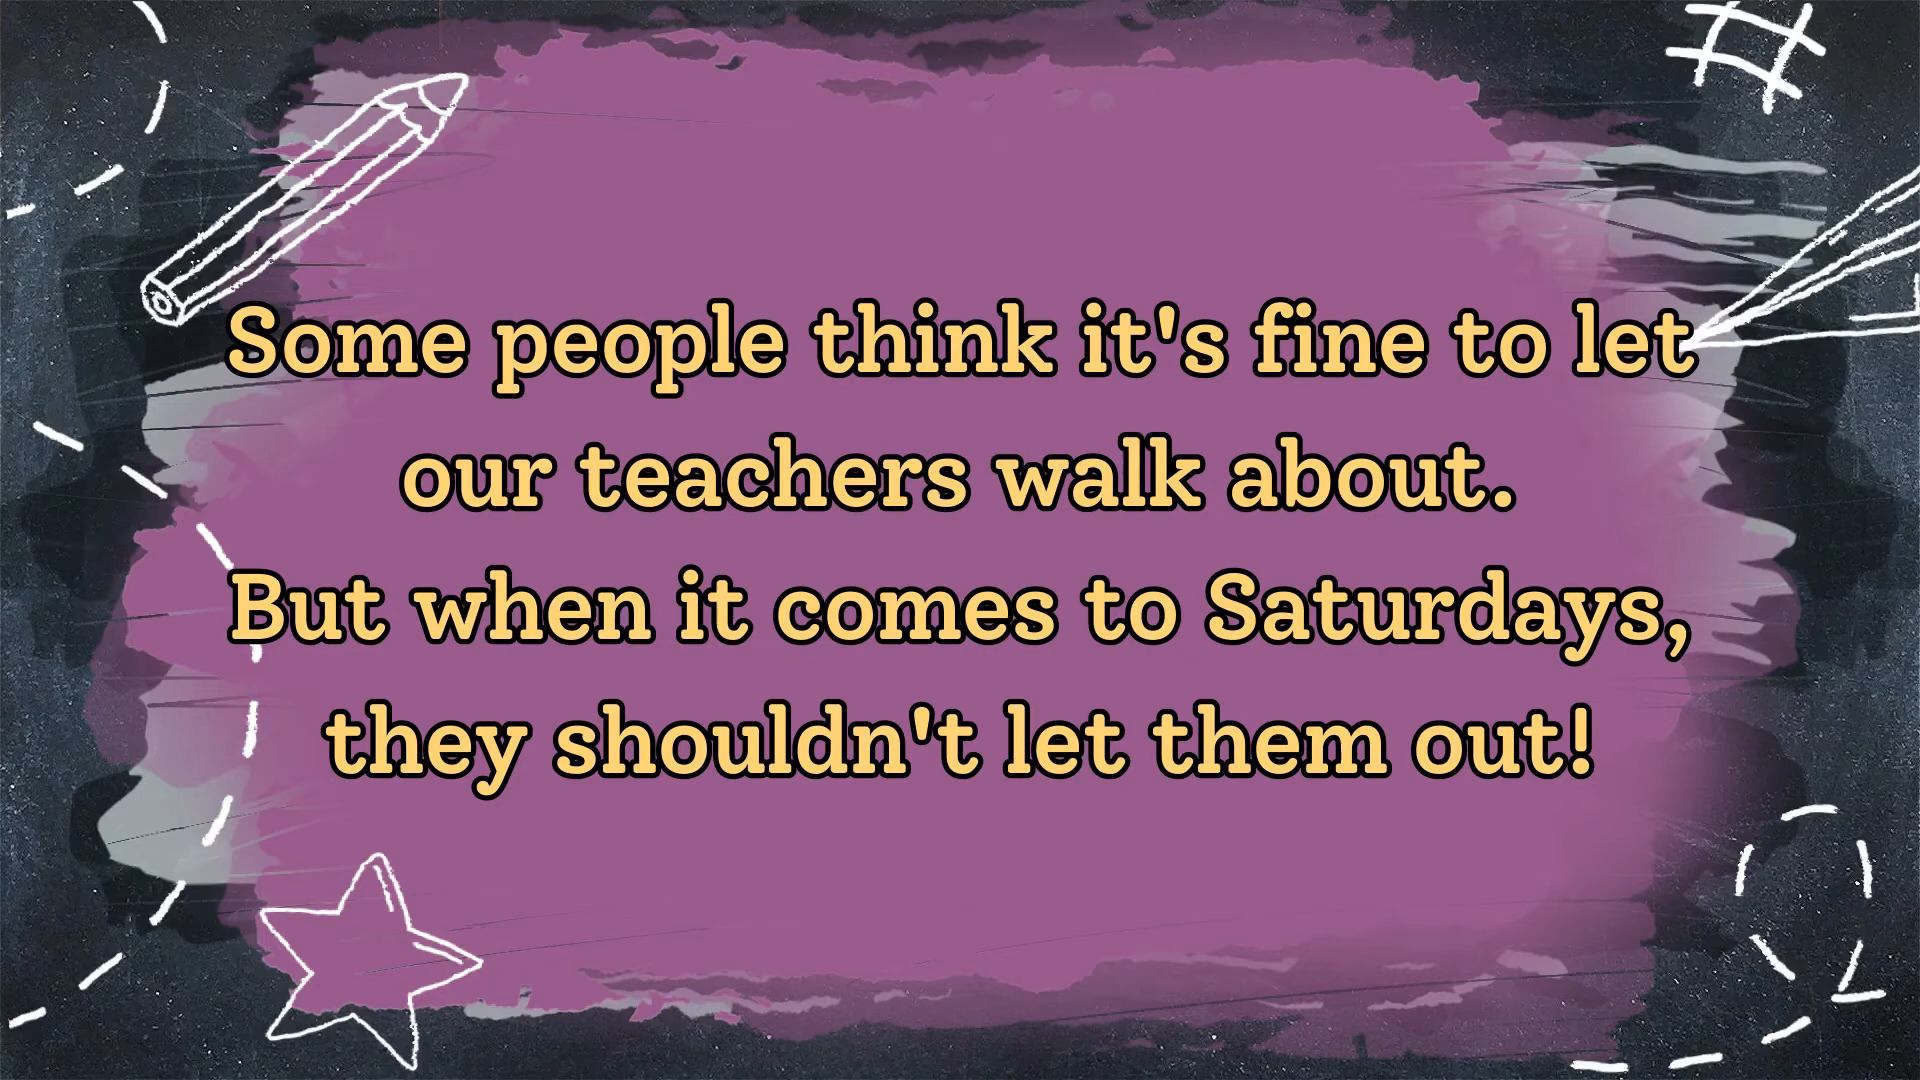 Some people think it's fine to let
our teachers walk about.
But when it comes to Saturdays,
they shouldn't let them out!